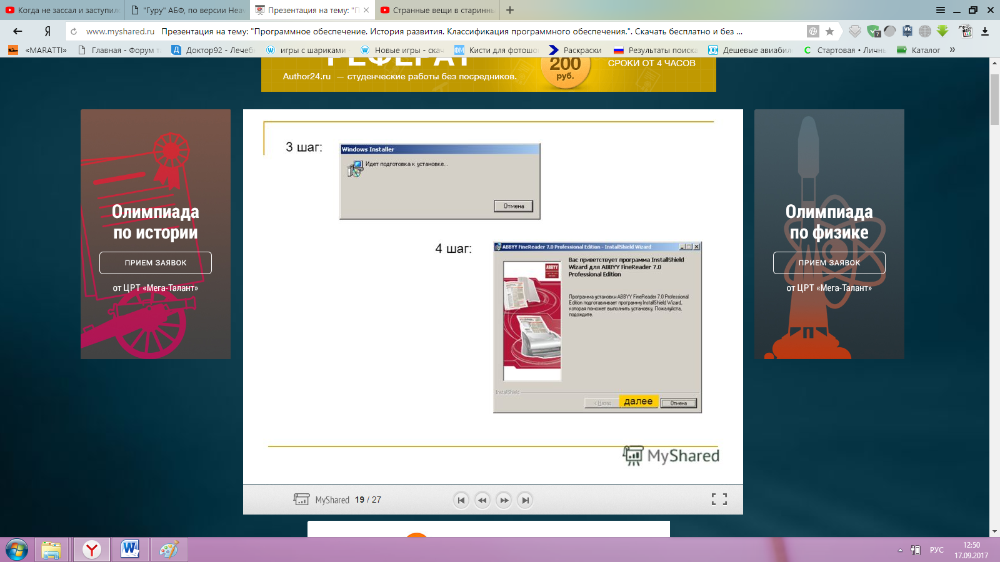 Когда не зассал и заступилс
"Гуру" АБФ, по версии Неа
Презентация на тему: "П
Странные вещи в старинны
www.myshared.ru Презентация на тему: "Программное обеспечение. История развития. Классификация программного обеспечения.". Скачать бесплатно и без ...
7
«MARATTI»
Главная - Форум т
Доктор92 - Лечеб
игры с шариками
Новые игры - скач
ФМ Кисти для фотошо
Раскраски
Результаты поиска
Дешевые авиабил
Стартовая • Личн
Каталог
»
РЕФЕРАТ
Author24.ru — студенческие работы без посредников.
200
руб.
СРОКИ ОТ 4 ЧАСОВ
Олимпиада
по истории
ПРИЕМ ЗАЯВОК
от ЦРТ «Мега-Талант»
3 шаг:
Windows Installer
Идет подготовка к установке...
Отмена
4 шаг:
ABBYY FineReader 7.0 Professional Edition - InstallShield Wizard
ABBYY
Вас приветствует программа InstallShield
Wizard для ABBYY FineReader 7.0
Professional Edition
Программа установки ABBYY FineReader 7.0 Professional
Edition подготавливает программу InstallShield Wizard,
которая поможет выполнить установку. Пожалуйста,
подождите.
InstallShield
< Назад
далее
Отмена
MyShared
Олимпиада
по физике
ПРИЕМ ЗАЯВОК
от ЦРТ «Мега-Талант»
MyShared 19 / 27
РУС
12:50
17.09.2017